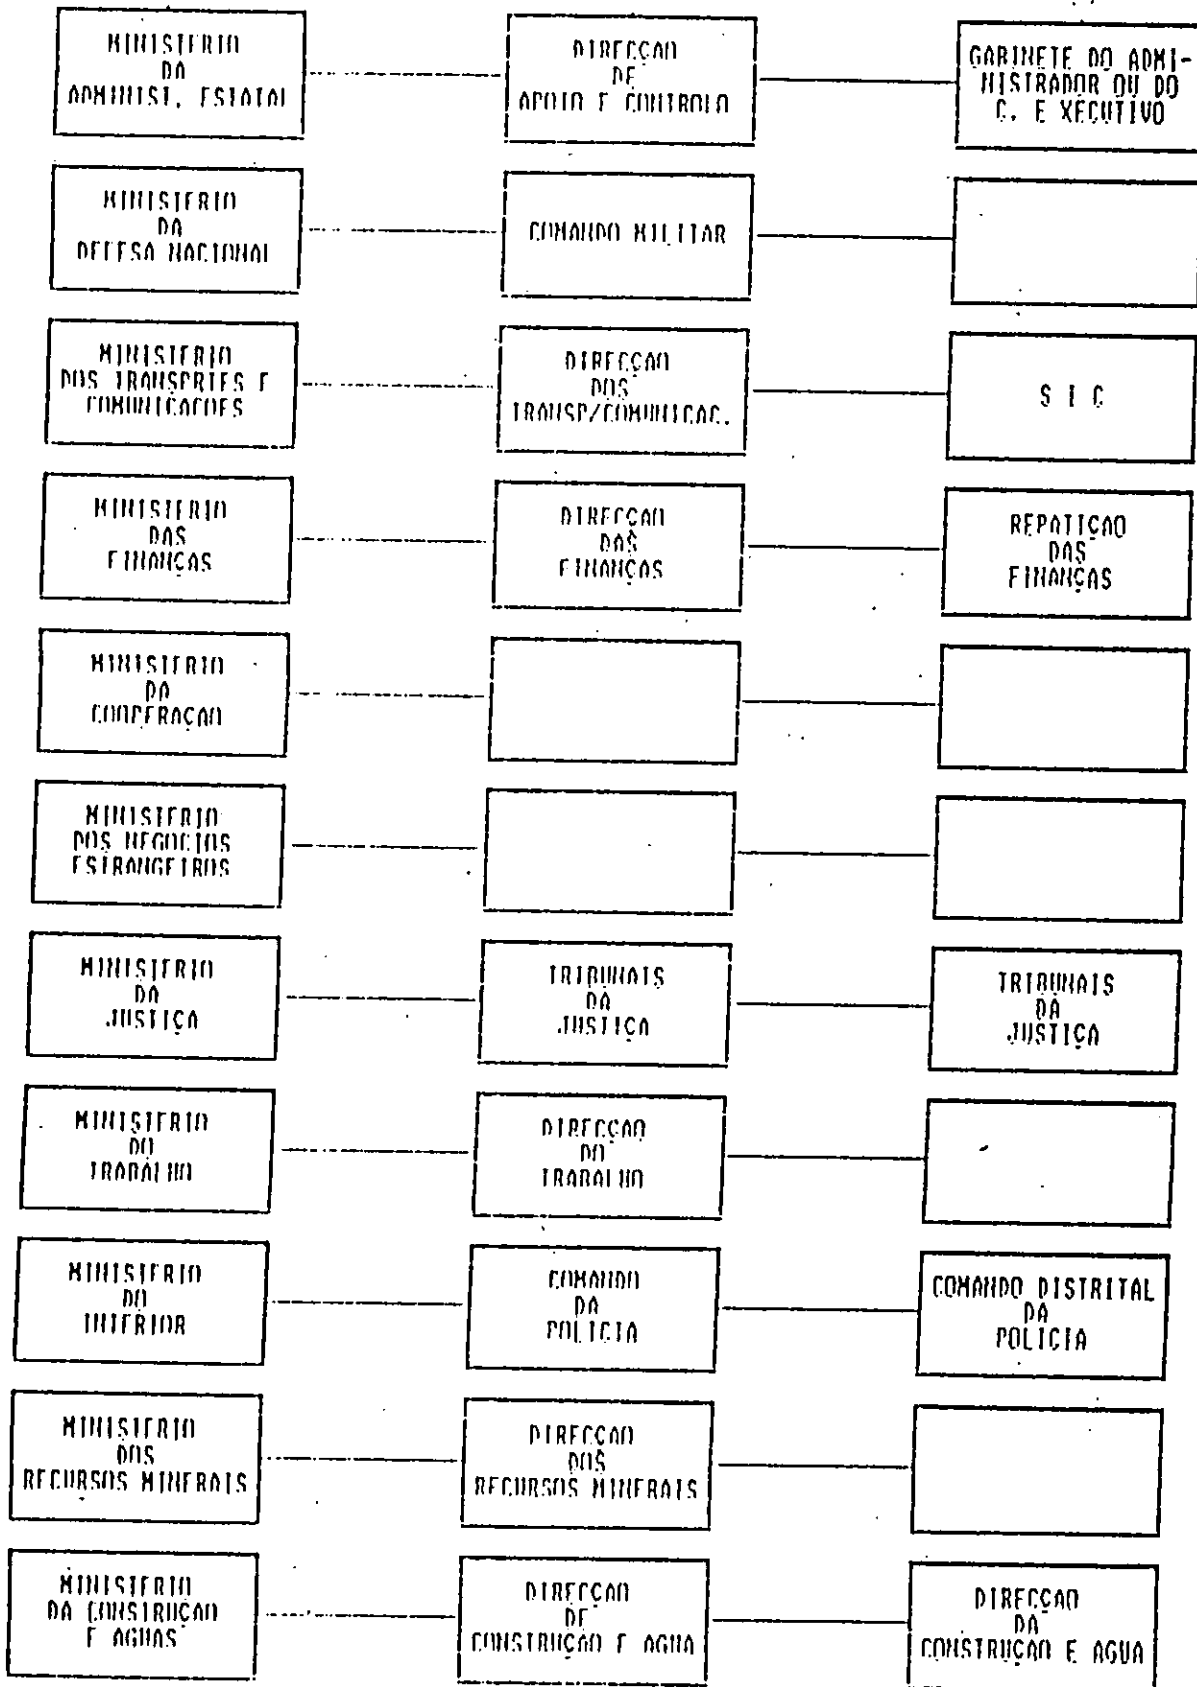 MINISTERIO
DA
ADMINIST. ESTATAL
DIRECÇAO
DE
APOIO E CONTROLO
GABINETE DO ADMI-
NISTRADOR OU DO
C. E XECUTIVO
MINISTERIO
DA
DEFESA NACIONAL
COMANDO MILITAR
MINISTERIO
DOS TRANSPRTES E
COMUNICACOES
DIRECÇAO
DOS
TRANSP/COMUNICAC.
S I C
MINISTERIO
DAS
FINANÇAS
DIRECÇAO
DAS
FINANÇAS
REPATIÇAO
DAS
FINANÇAS
MINISTERIO
DA
COOPERAÇAO
MINISTERIO
DOS NEGOCIOS
ESTRANGEIROS
MINISTERIO
DA
JUSTIÇA
TRIBUNAIS
DA
JUSTIÇA
TRIBUNAIS
DA
JUSTIÇA
MINISTERIO
DO
TRABALHO
DIRECÇAO
DO
TRABALHO
MINISTERIO
DO
INTERIOR
COMANDO
DA
POLICIA
COMANDO DISTRITAL
DA
POLICIA
MINISTERIO
DOS
RECURSOS MINERAIS
DIRECÇAO
DOS
RECURSOS MINERAIS
MINISTERIO
DA CONSTRUÇAO
E AGUAS
DIRECÇAO
DE
CONSTRUÇAO E AGUA
DIRECÇAO
DA
CONSTRUÇAO E AGUA